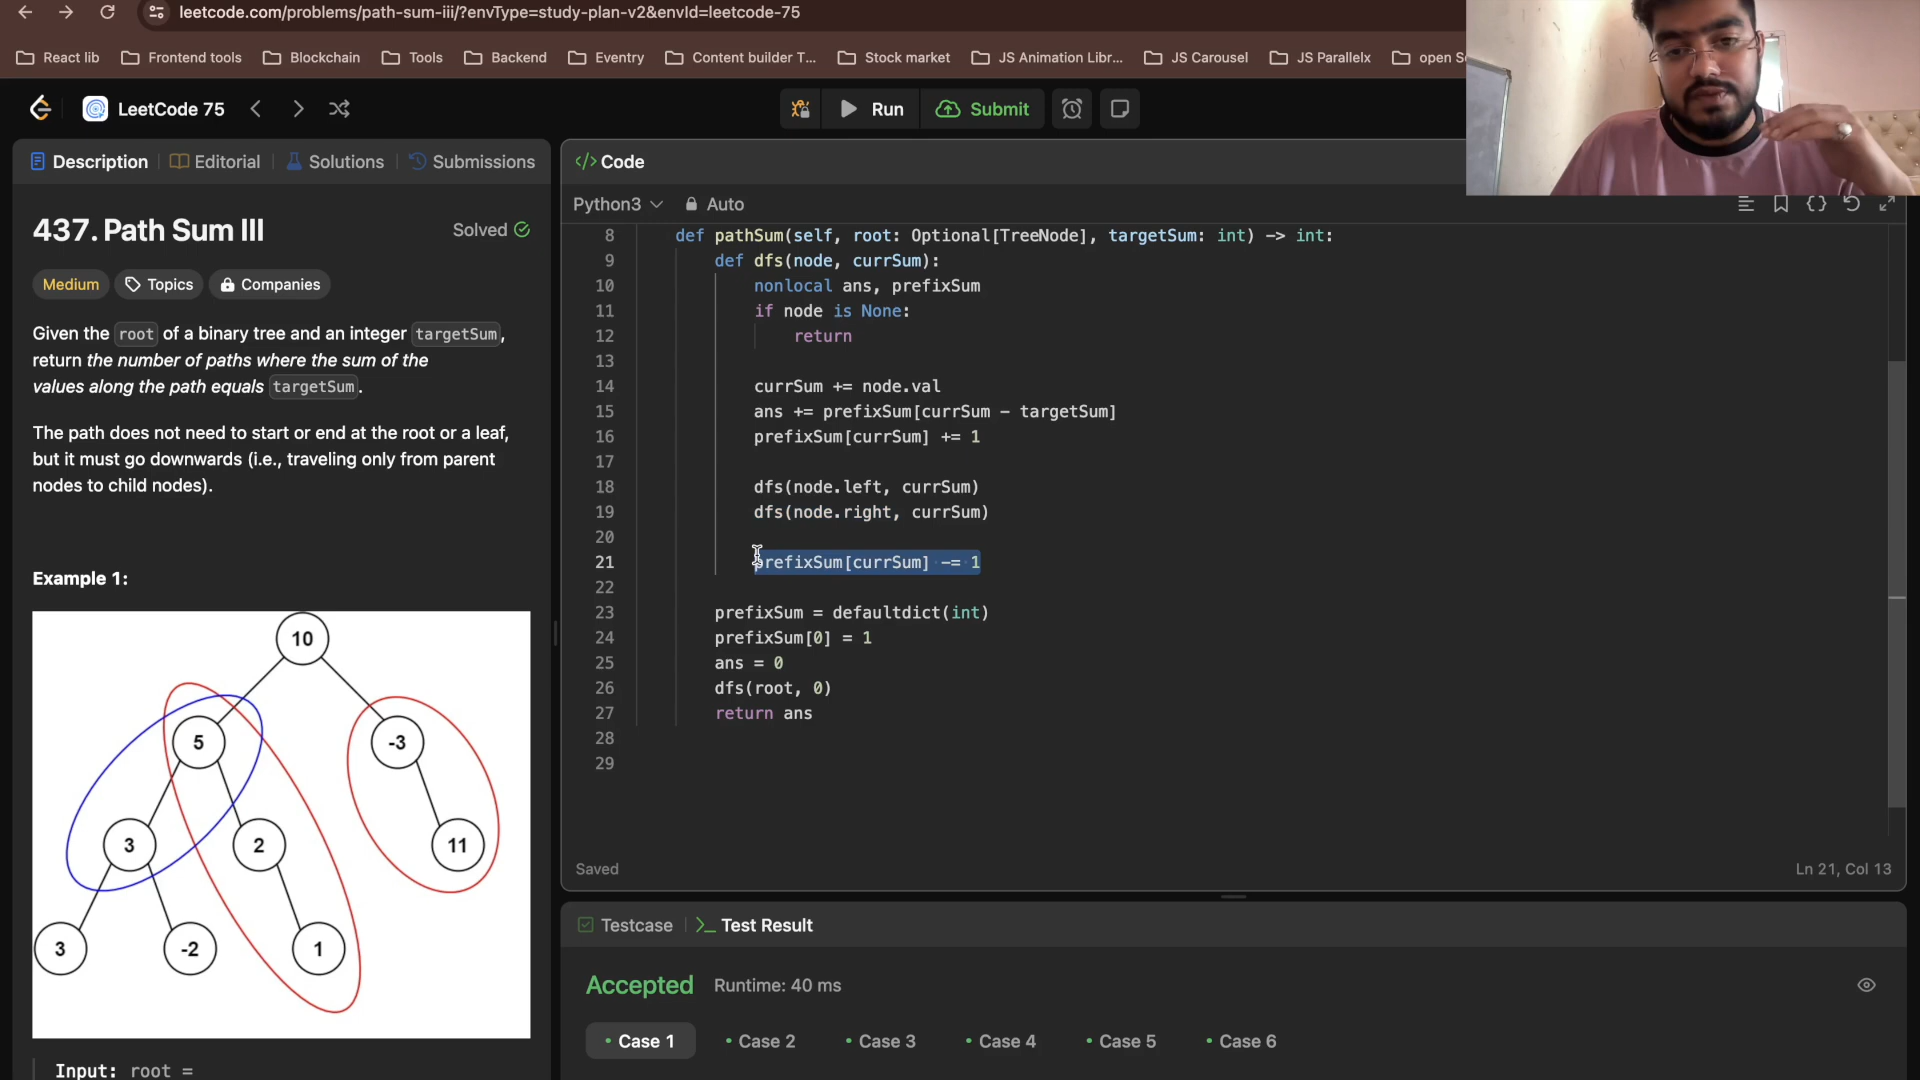 leetcode.com/problems/path-sum-iii/?envType=study-plan-v2&envId=leetcode-75
React lib
Frontend tools
Blockchain
Tools
Backend
Eventry
Content builder T...
Stock market
JS Animation Libr...
JS Carousel
JS Parallelx
open S
LeetCode 75
Run
Submit
Description
Editorial
Solutions
Submissions
</> Code
Python3
Auto
437. Path Sum III
Solved
Medium
Topics
Companies
Given the root of a binary tree and an integer targetSum,
return the number of paths where the sum of the
values along the path equals targetSum.
The path does not need to start or end at the root or a leaf,
but it must go downwards (i.e., traveling only from parent
nodes to child nodes).
Example 1:
10
5
-3
3
2
11
3
-2
1
Input: root =
8 def pathSum(self, root: Optional[TreeNode], targetSum: int) -> int:
9 def dfs(node, currSum):
10 nonlocal ans, prefixSum
11 if node is None:
12 return
13
14 currSum += node.val
15 ans += prefixSum[currSum - targetSum]
16 prefixSum[currSum] += 1
17
18 dfs(node.left, currSum)
19 dfs(node.right, currSum)
20
21 prefixSum[currSum] -= 1
22
23 prefixSum = defaultdict(int)
24 prefixSum[0] = 1
25 ans = 0
26 dfs(root, 0)
27 return ans
28
29
Saved
Ln 21, Col 13
Testcase
Test Result
Accepted
Runtime: 40 ms
Case 1
Case 2
Case 3
Case 4
Case 5
Case 6